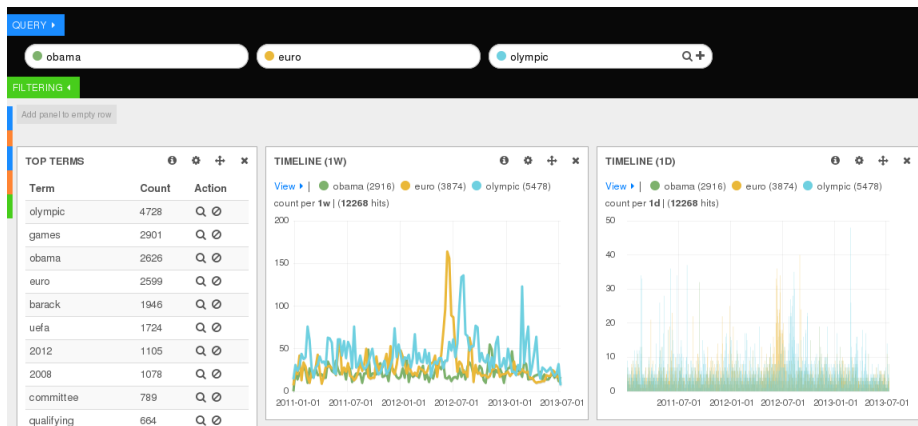 QUERY
obama
euro
olympic
FILTERING
Add panel to empty row
TOP TERMS
Term Count Action
olympic 4728
games 2901
obama 2626
euro 2599
barack 1946
uefa 1724
2012 1105
2008 1078
committee 789
qualifying 664
TIMELINE (1W)
View | obama (2916) euro (3874) olympic (5478)
count per 1w | (12268 hits)
200
150
100
50
0
2011-01-01 2011-07-01 2012-01-01 2012-07-01 2013-01-01 2013-07-01
TIMELINE (1D)
View | obama (2916) euro (3874) olympic (5478)
count per 1d | (12268 hits)
50
40
30
20
10
0
2011-07-01 2012-01-01 2012-07-01 2013-01-01 2013-07-01